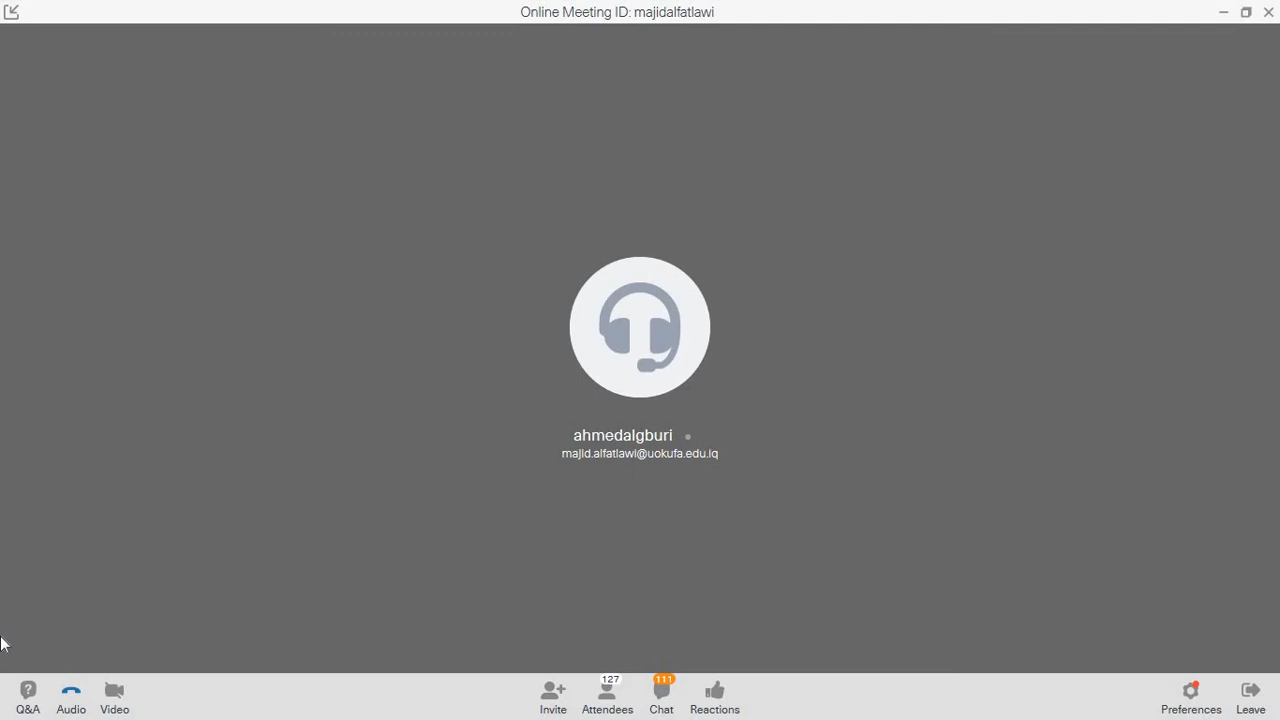 Online Meeting ID: majidalfatlawi
ahmedalgburi
majid.alfatlawi@uokufa.edu.iq
127
111
Q&A Audio Video Invite Attendees Chat Reactions Preferences Leave